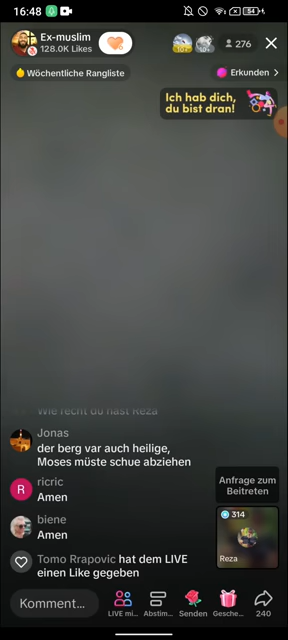 16:48
54
Ex-muslim
128.0K Likes
276
Wöchentliche Rangliste
Erkunden >
Ich hab dich,
du bist dran!
Wie recht du hast Reza
Jonas
der berg var auch heilige,
Moses müste schue abziehen
R
ricric
Amen
biene
Amen
Tomo Rrapovic hat dem LIVE
einen Like gegeben
Anfrage zum
Beitreten
314
Reza
Komment...
LIVE mi...
Abstim...
Senden
Gesche...
240